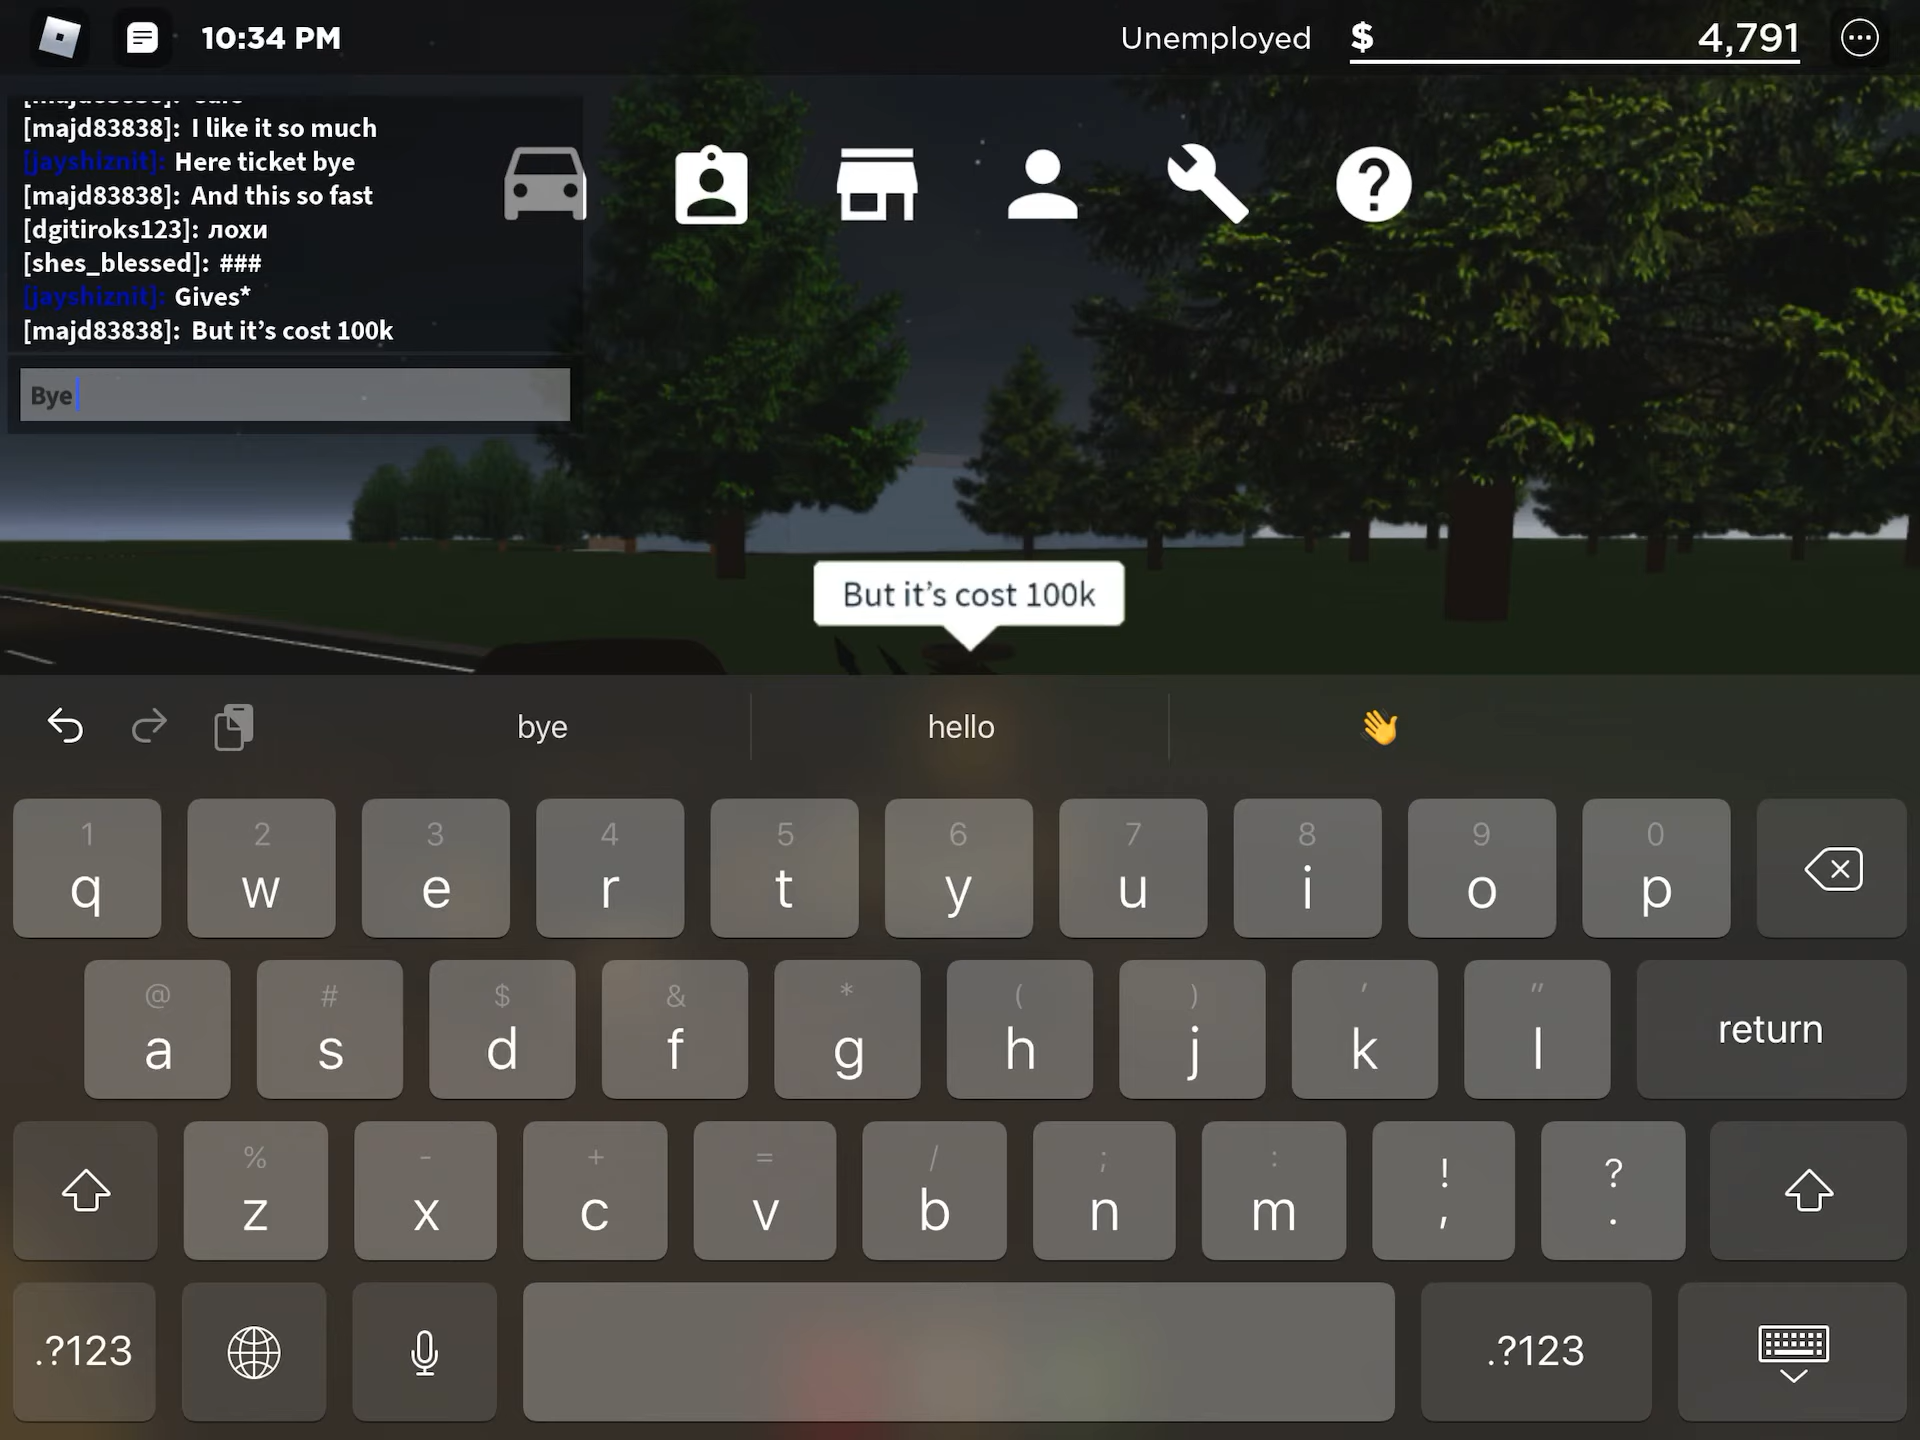 10:34 PM Unemployed $ 4,791
[majd83838]: I like it so much
[jayshiznit]: Here ticket bye
[majd83838]: And this so fast
[dgitiroks123]: лохи
[shes_blessed]: ###
[jayshiznit]: Gives*
[majd83838]: But it’s cost 100k
Bye
But it’s cost 100k
bye hello 👋
1 2 3 4 5 6 7 8 9 0
q w e r t y u i o p
@ # $ & * ( ) ' "
a s d f g h j k l return
% - + = / ; : ! ?
z x c v b n m , .
.?123 .?123